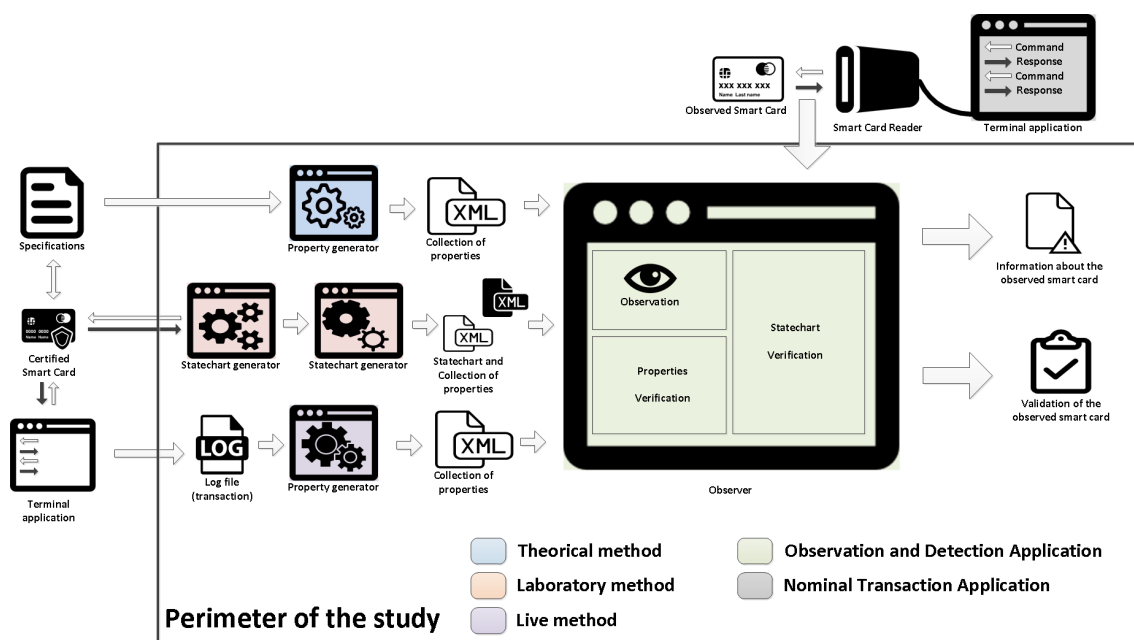 Command
Response
Command
Response
XXX XXX XXX
Name Last name
Observed Smart Card
Smart Card Reader
Terminal application
Specifications
Property generator
XML
Collection of
properties
Observation
Statechart
Verification
Properties
Verification
Observer
Information about the
observed smart card
Validation of the
observed smart card
0000 0000
Name Name
Certified
Smart Card
Statechart generator
Statechart generator
XML
XML
Statechart and
Collection of
properties
Terminal
application
LOG
Log file
(transaction)
Property generator
XML
Collection of
properties
Theorical method
Laboratory method
Live method
Observation and Detection Application
Nominal Transaction Application
Perimeter of the study